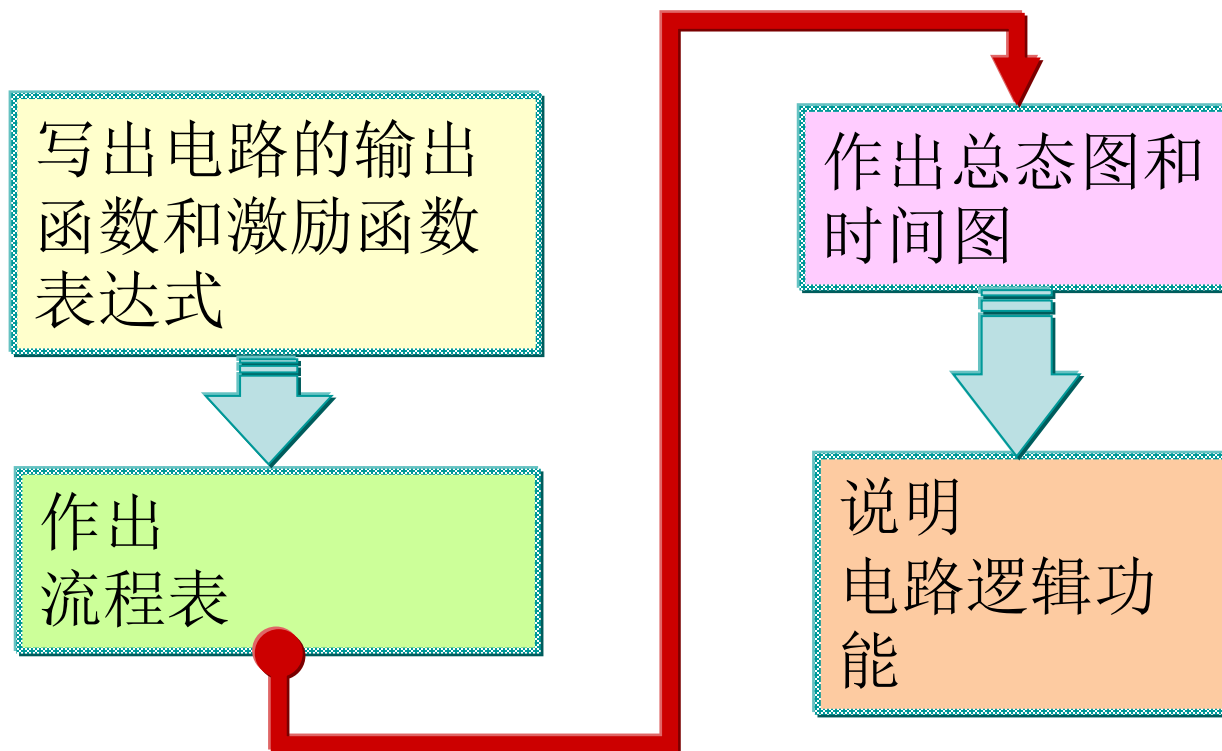 写出电路的输出
函数和激励函数
表达式
作出
流程表
作出总态图和
时间图
说明
电路逻辑功
能